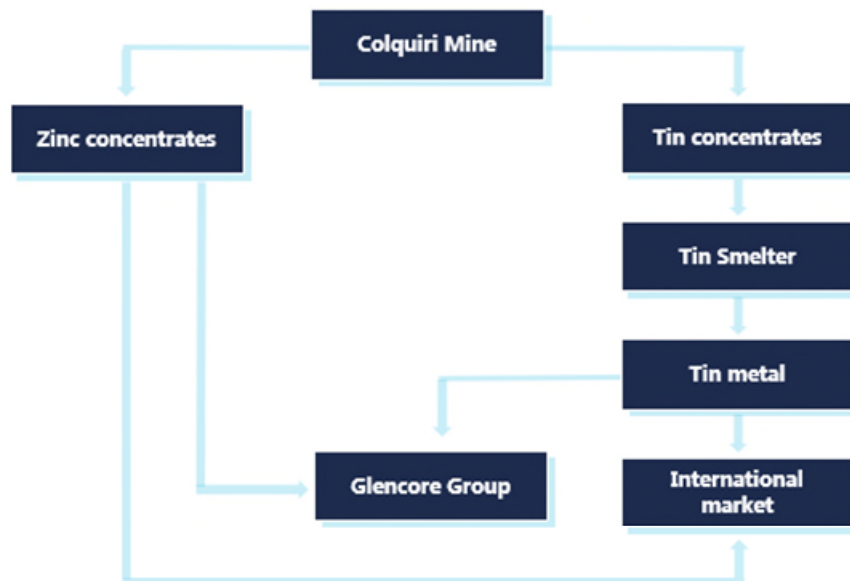 Colquiri Mine
Zinc concentrates
Tin concentrates
Tin Smelter
Tin metal
Glencore Group
International
market